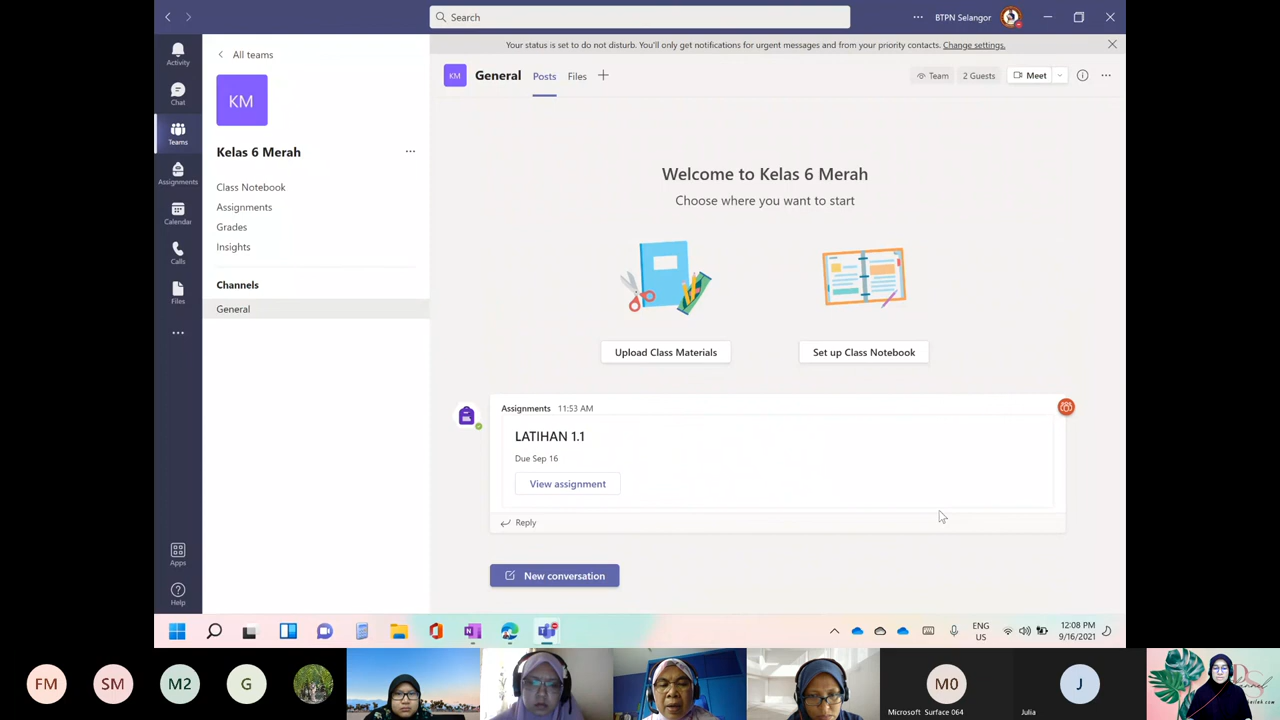 Search
BTPN Selangor
Your status is set to do not disturb. You'll only get notifications for urgent messages and from your priority contacts. Change settings.
Activity
Chat
Teams
Assignments
Calendar
Calls
Files
Apps
Help
All teams
KM
Kelas 6 Merah
Class Notebook
Assignments
Grades
Insights
Channels
General
KM General Posts Files
Team 2 Guests Meet
Welcome to Kelas 6 Merah
Choose where you want to start
Upload Class Materials Set up Class Notebook
Assignments 11:53 AM
LATIHAN 1.1
Due Sep 16
View assignment
Reply
New conversation
ENG
US
12:08 PM
9/16/2021
FM SM M2 G M0 J
Microsoft Surface 064 Julia